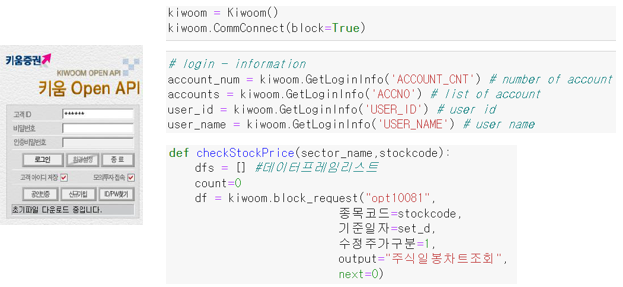 키움증권
KIWOOM OPEN API
키움 Open API
고객 ID ******
비밀번호
인증비밀번호
로그인 종 료
고객 아이디 저장 모의투자 접속
공인인증 신규가입 ID/PW찾기
초기파일 다운로드 중입니다.
kiwoom = Kiwoom()
kiwoom.CommConnect(block=True)
# login - information
account_num = kiwoom.GetLoginInfo('ACCOUNT_CNT') # number of account
accounts = kiwoom.GetLoginInfo('ACCNO') # list of account
user_id = kiwoom.GetLoginInfo('USER_ID') # user id
user_name = kiwoom.GetLoginInfo('USER_NAME') # user name
def checkStockPrice(sector_name,stockcode):
dfs = [] #데이터프레임리스트
count=0
df = kiwoom.block_request("opt10081",
종목코드=stockcode,
기준일자=set_d,
수정주가구분=1,
output="주식일봉차트조회",
next=0)